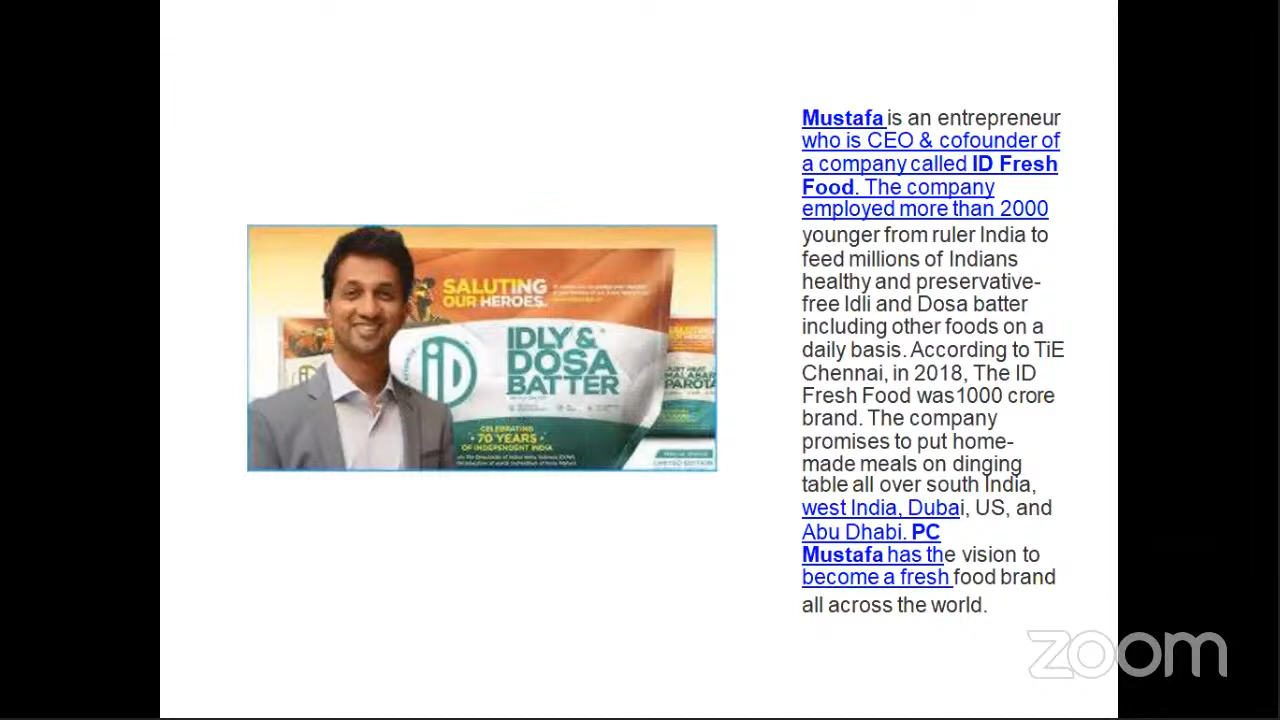 SALUTING
OUR HEROES.
iD
IDLY &
DOSA
BATTER
CELEBRATING
70 YEARS
OF INDEPENDENT INDIA
JUST HEAT
MALABAR
PAROTA
Mustafa is an entrepreneur
who is CEO & cofounder of
a company called ID Fresh
Food. The company
employed more than 2000
younger from ruler India to
feed millions of Indians
healthy and preservative-
free Idli and Dosa batter
including other foods on a
daily basis. According to TiE
Chennai, in 2018, The ID
Fresh Food was1000 crore
brand. The company
promises to put home-
made meals on dinging
table all over south India,
west India, Dubai, US, and
Abu Dhabi. PC
Mustafa has the vision to
become a fresh food brand
all across the world.
zoom